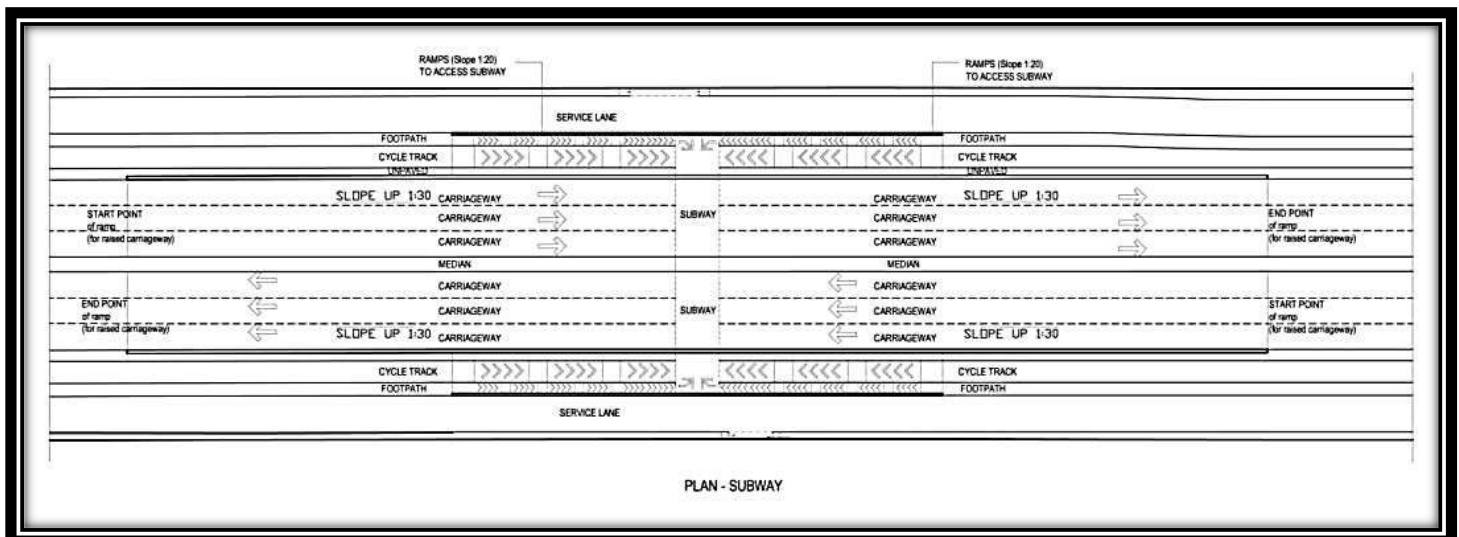 RAMPS (Slope 1:20)
TO ACCESS SUBWAY
RAMPS (Slope 1:20)
TO ACCESS SUBWAY
SERVICE LANE
FOOTPATH
FOOTPATH
CYCLE TRACK
CYCLE TRACK
UNPAVED
UNPAVED
SLOPE UP 1:30
CARRIAGEWAY
CARRIAGEWAY
SLOPE UP 1:30
START POINT
of ramp
(for raised carriageway)
CARRIAGEWAY
SUBWAY
CARRIAGEWAY
END POINT
of ramp
(for raised carriageway)
CARRIAGEWAY
CARRIAGEWAY
MEDIAN
MEDIAN
CARRIAGEWAY
CARRIAGEWAY
END POINT
of ramp
(for raised carriageway)
CARRIAGEWAY
SUBWAY
CARRIAGEWAY
START POINT
of ramp
(for raised carriageway)
SLOPE UP 1:30
CARRIAGEWAY
CARRIAGEWAY
SLOPE UP 1:30
CYCLE TRACK
CYCLE TRACK
FOOTPATH
FOOTPATH
SERVICE LANE
PLAN - SUBWAY